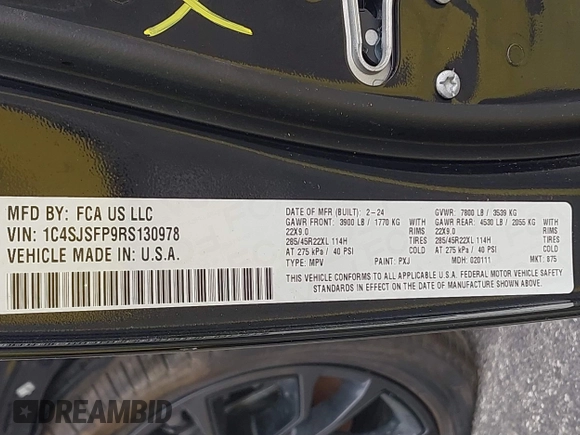 MFD BY: FCA US LLC
VIN: 1C4SJSFP9RS130978
VEHICLE MADE IN: U.S.A.
DATE OF MFR (BUILT): 2-24 GVWR: 7800 LB / 3539 KG
GAWR FRONT: 3900 LB / 1770 KG WITH GAWR REAR: 4530 LB / 2055 KG WITH
22X9.0 RIMS 22X9.0 RIMS
285/45R22XL 114H TIRES 285/45R22XL 114H TIRES
AT 275 kPa / 40 PSI COLD AT 275 kPa / 40 PSI COLD
TYPE: MPV PAINT: PXJ MDH: 020111 MKT: 875
THIS VEHICLE CONFORMS TO ALL APPLICABLE U.S.A. FEDERAL MOTOR VEHICLE SAFETY
STANDARDS IN EFFECT ON THE DATE OF MANUFACTURE SHOWN ABOVE.
DREAMBID